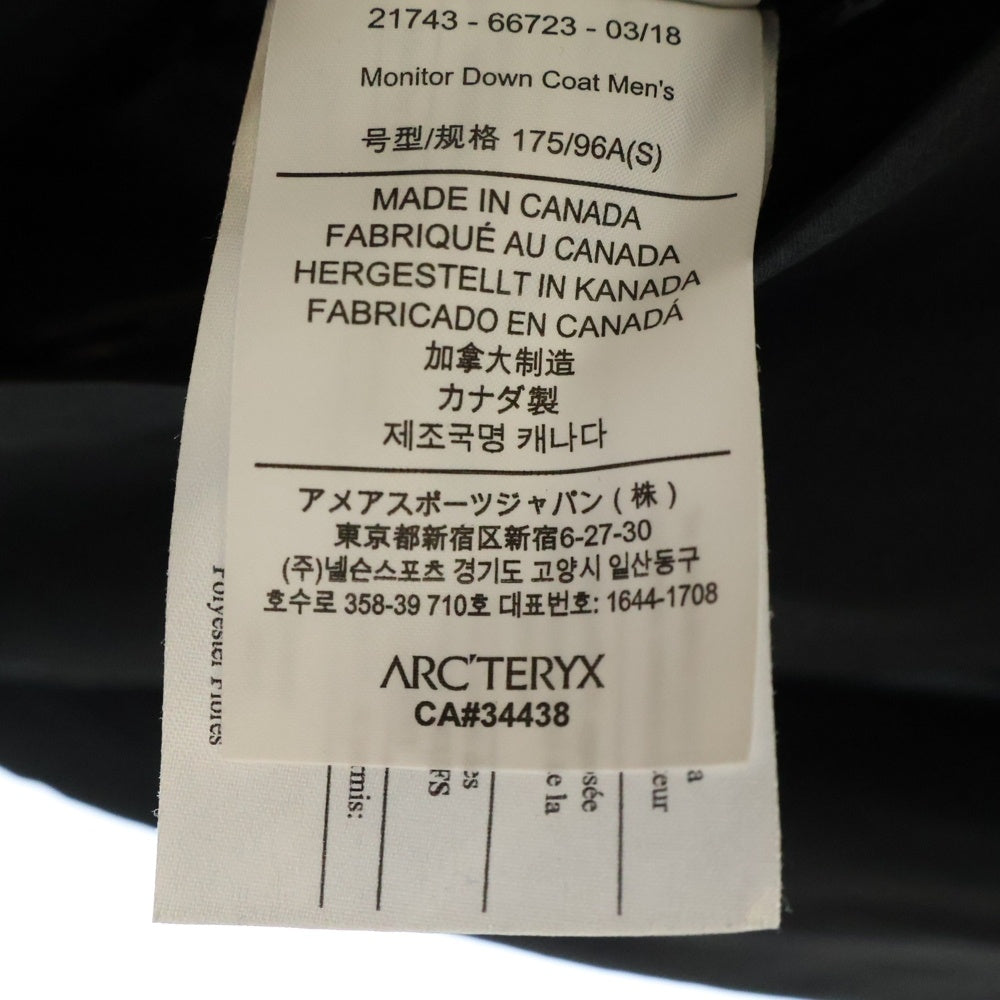 21743 - 66723 - 03/18
Monitor Down Coat Men's
号型/规格 175/96A(S)
MADE IN CANADA
FABRIQUÉ AU CANADA
HERGESTELLT IN KANADA
FABRICADO EN CANADÁ
加拿大制造
カナダ製
제조국명 캐나다
アメアスポーツジャパン(株)
東京都新宿区新宿6-27-30
(주)넬슨스포츠 경기도 고양시 일산동구
호수로 358-39 710호 대표번호: 1644-1708
ARC'TERYX
CA#34438
Polyester Fibres